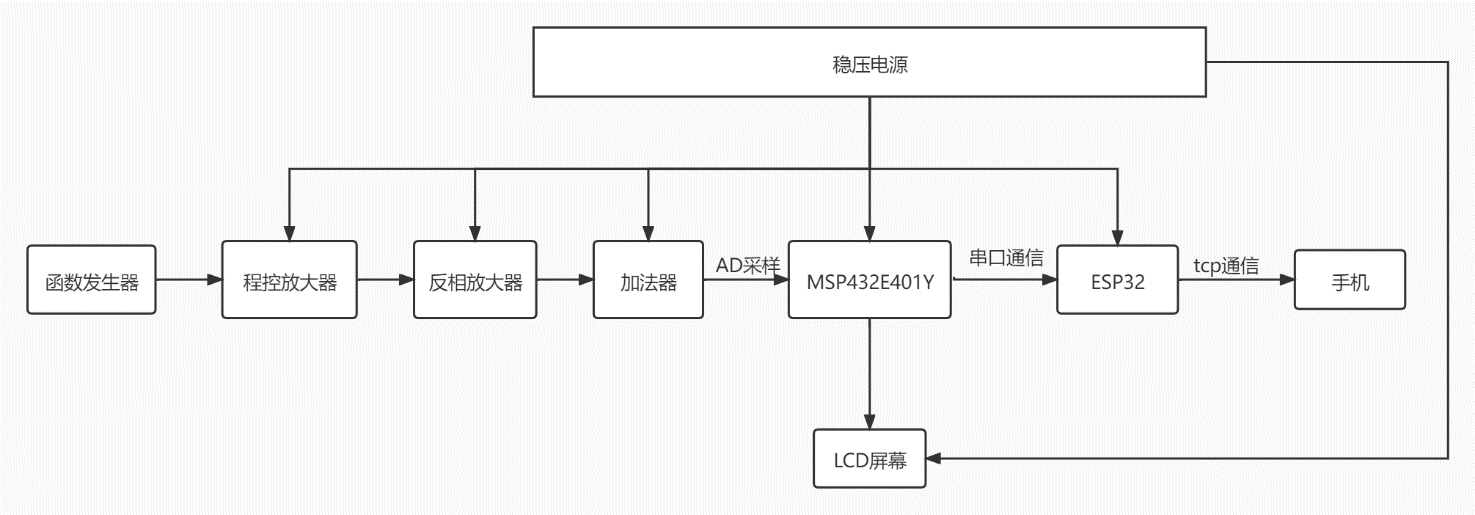 稳压电源
函数发生器
程控放大器
反相放大器
加法器
AD采样
MSP432E401Y
串口通信
ESP32
tcp通信
手机
LCD屏幕